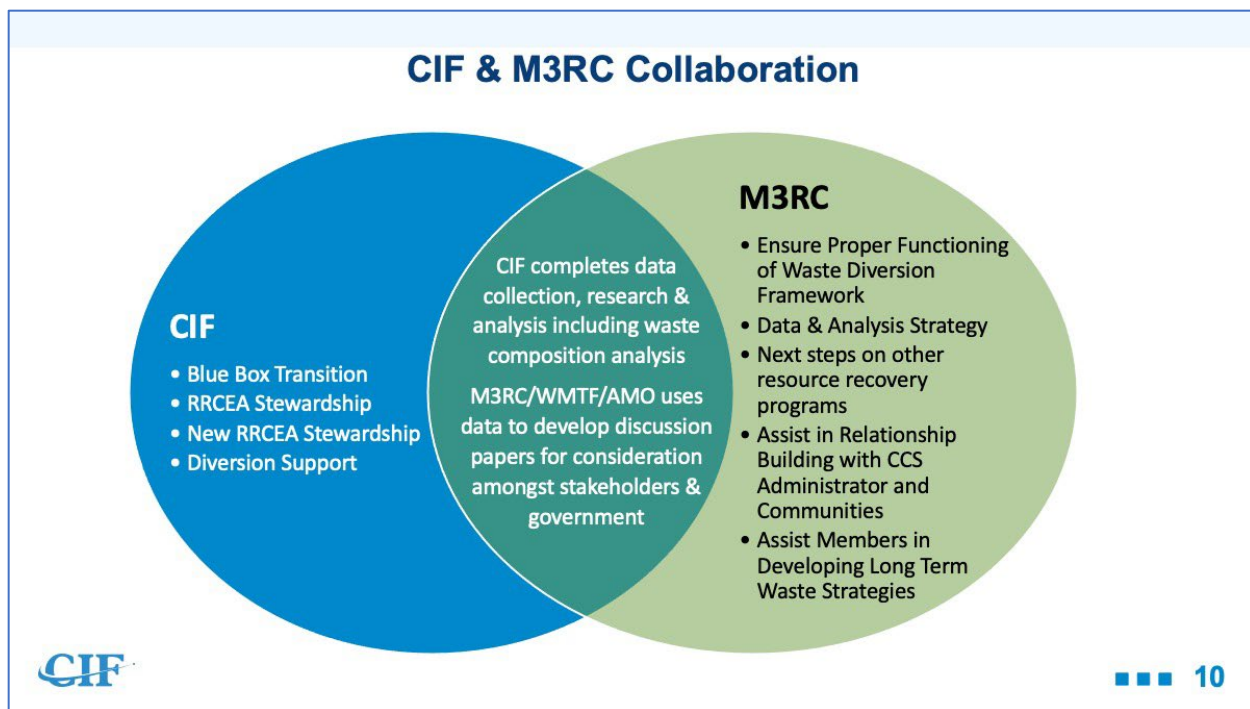 CIF & M3RC Collaboration
CIF
• Blue Box Transition
• RRCEA Stewardship
• New RRCEA Stewardship
• Diversion Support
CIF completes data
collection, research &
analysis including waste
composition analysis
M3RC/WMTF/AMO uses
data to develop discussion
papers for consideration
amongst stakeholders &
government
M3RC
• Ensure Proper Functioning
of Waste Diversion
Framework
• Data & Analysis Strategy
• Next steps on other
resource recovery
programs
• Assist in Relationship
Building with CCS
Administrator and
Communities
• Assist Members in
Developing Long Term
Waste Strategies
CIF
10